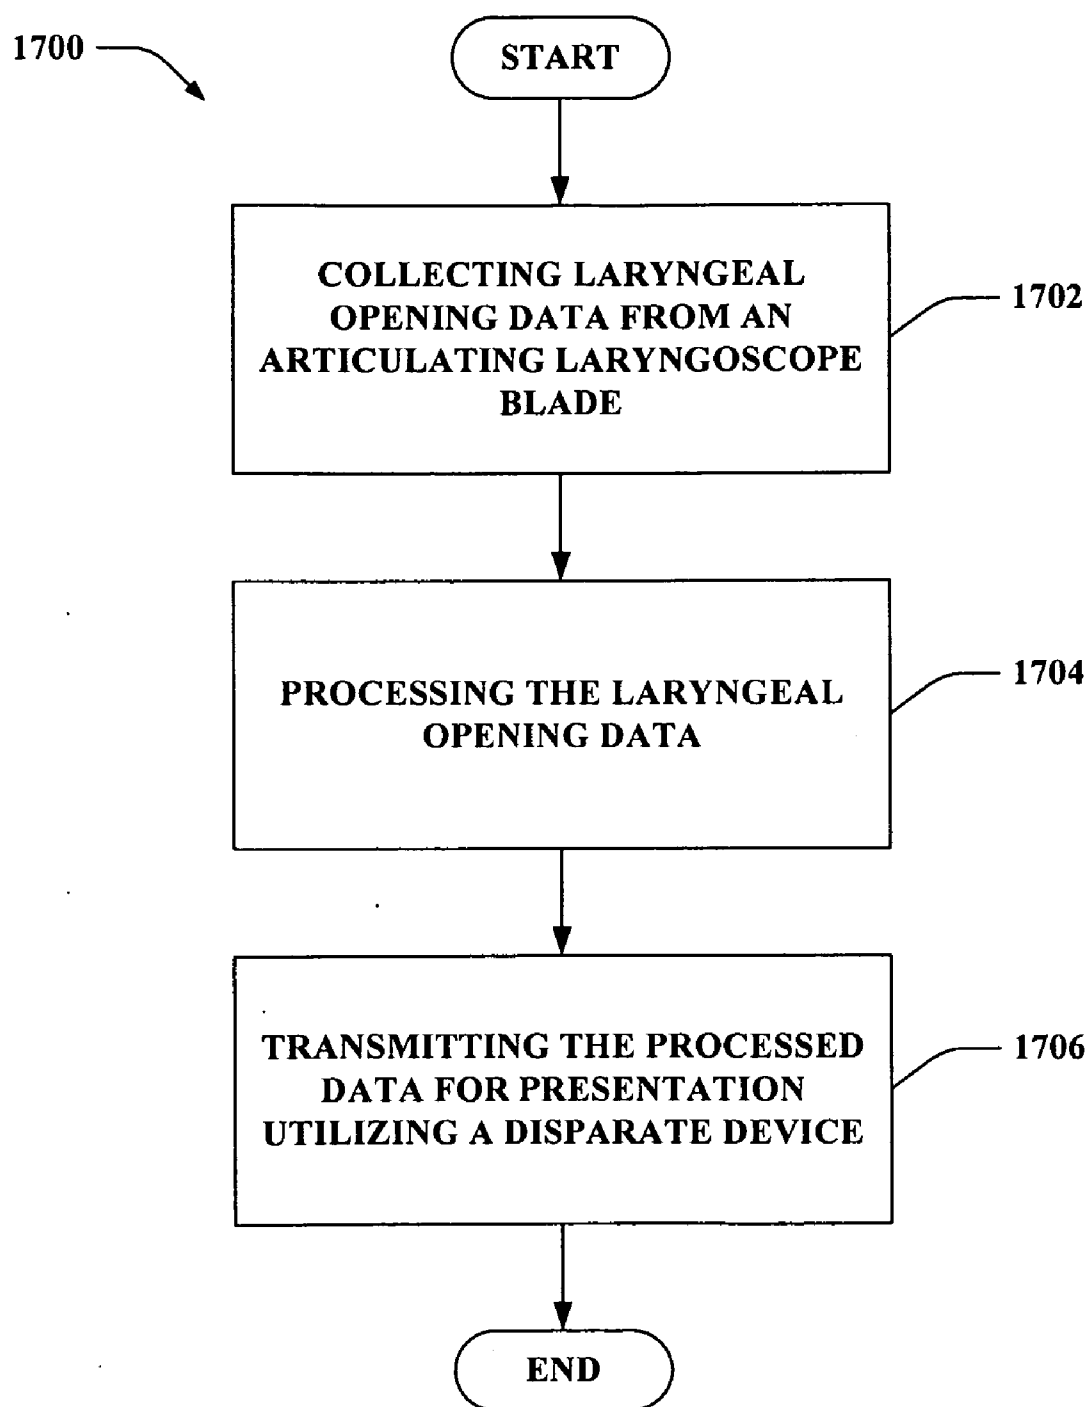 1700
START
COLLECTING LARYNGEAL
OPENING DATA FROM AN
ARTICULATING LARYNGOSCOPE
BLADE
1702
PROCESSING THE LARYNGEAL
OPENING DATA
1704
TRANSMITTING THE PROCESSED
DATA FOR PRESENTATION
UTILIZING A DISPARATE DEVICE
1706
END